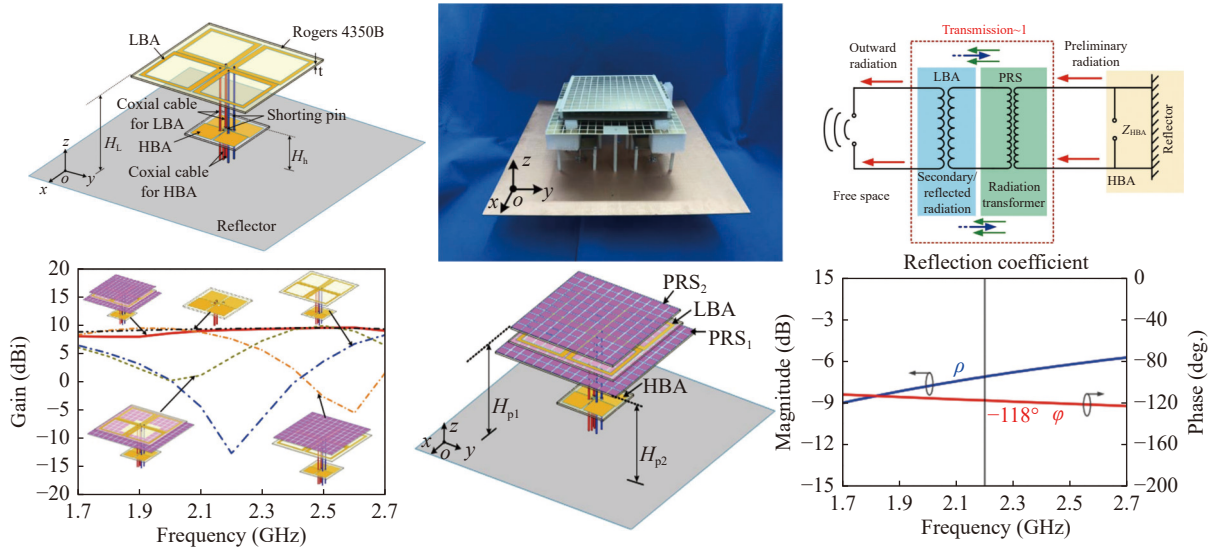 LBA
Rogers 4350B
t
Coxial cable
for LBA
Shorting pin
HBA
Coxial cable
for HBA
H_L
H_h
z
x
o
y
Reflector
z
x
o
y
Transmission~1
Outward
radiation
Preliminary
radiation
LBA
PRS
Z_HBA
Reflector
HBA
Secondary/
reflected
radiation
Radiation
transformer
Free space
20
15
10
5
0
−5
−10
−15
−20
Gain (dBi)
1.7
1.9
2.1
2.3
2.5
2.7
Frequency (GHz)
PRS₂
LBA
PRS₁
HBA
H_p1
H_p2
z
x
o
y
Reflection coefficient
15
−3
−6
−9
−12
−15
Magnitude (dB)
0
−40
−80
−120
−160
−200
Phase (deg.)
ρ
−118° φ
1.7
1.9
2.1
2.3
2.5
2.7
Frequency (GHz)